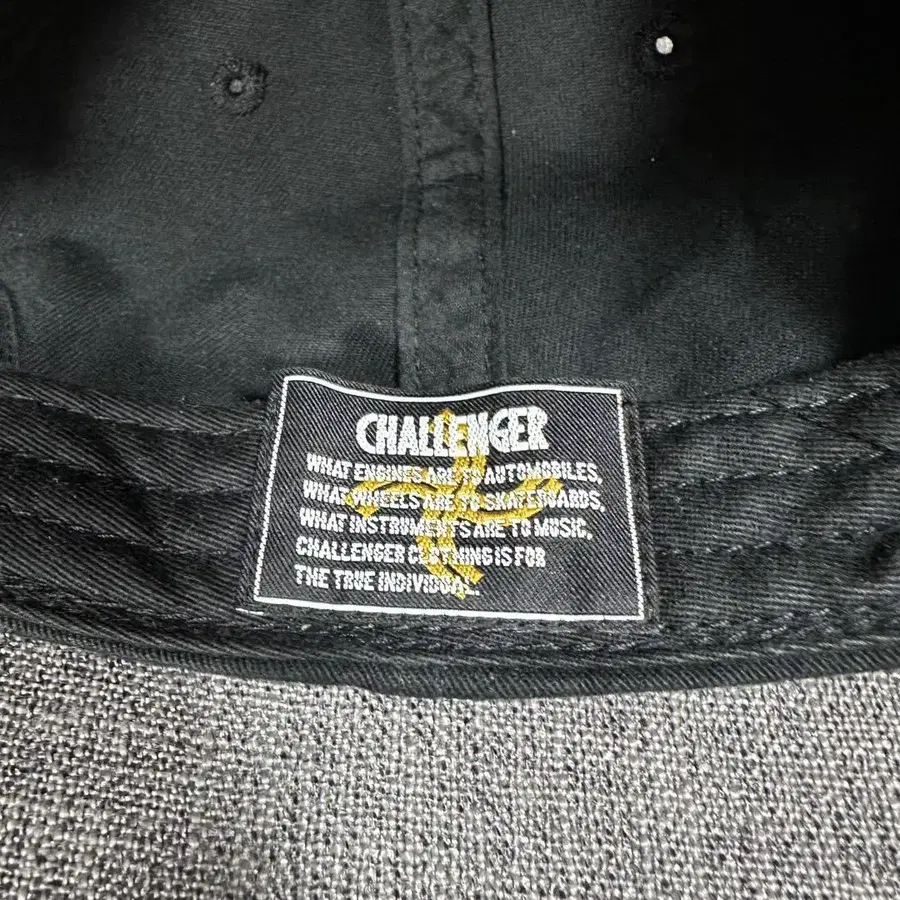 CHALLENGER
WHAT ENGINES ARE TO AUTOMOBILES,
WHAT WHEELS ARE TO SKATEBOARDS,
WHAT INSTRUMENTS ARE TO MUSIC,
CHALLENGER CLOTHING IS FOR
THE TRUE INDIVIDUAL.